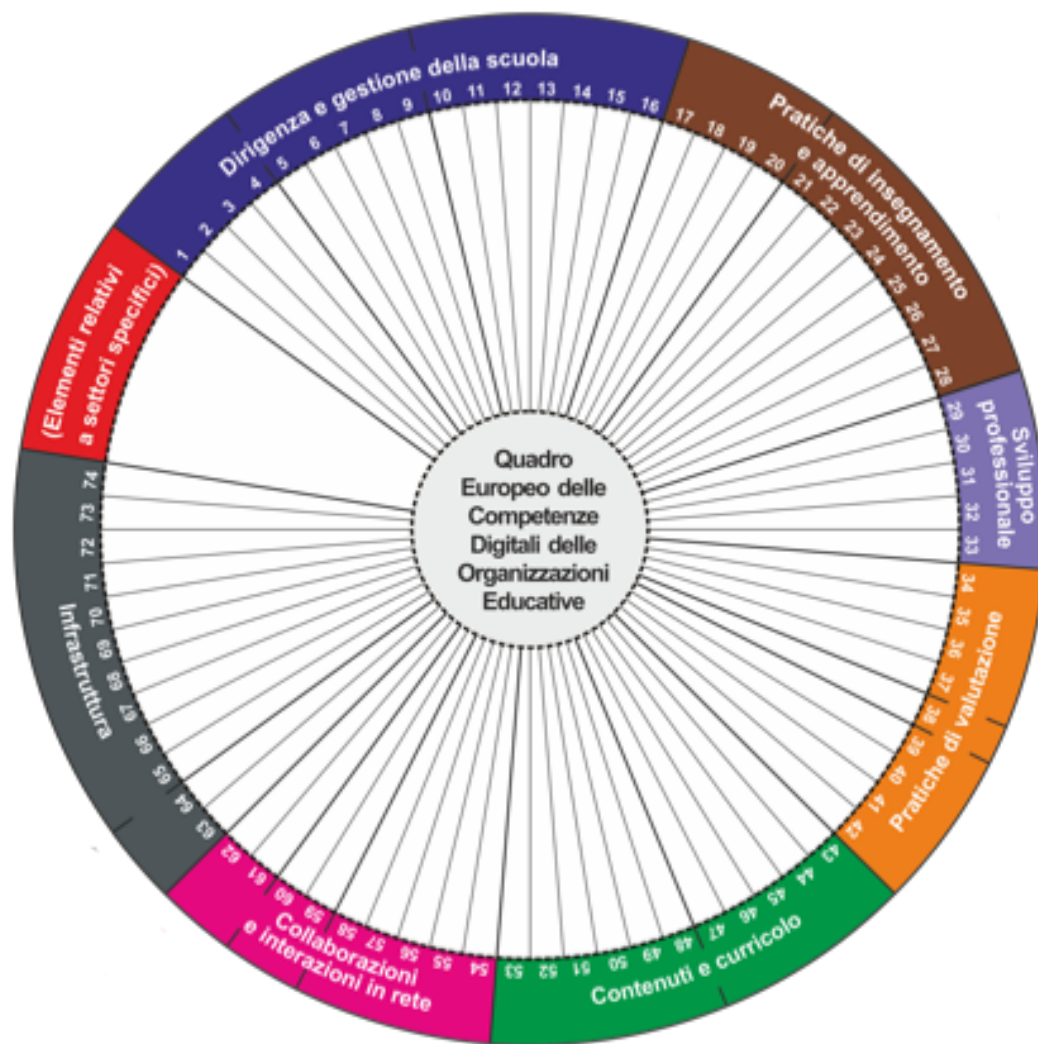 Dirigenza e gestione della scuola
1 2 3 4 5 6 7 8 9 10 11 12 13 14 15 16
Pratiche di insegnamento
e apprendimento
17 18 19 20 21 22 23 24 25 26 27 28
Sviluppo
professionale
29 30 31 32 33
Pratiche di valutazione
34 35 36 37 38 39 40 41 42
Contenuti e curricolo
43 44 45 46 47 48 49 50 51 52 53
Collaborazioni
e interazioni in rete
54 55 56 57 58 59 60 61 62
Infrastruttura
63 64 65 66 67 68 69 70 71 72 73 74
(Elementi relativi
a settori specifici)
Quadro
Europeo delle
Competenze
Digitali delle
Organizzazioni
Educative